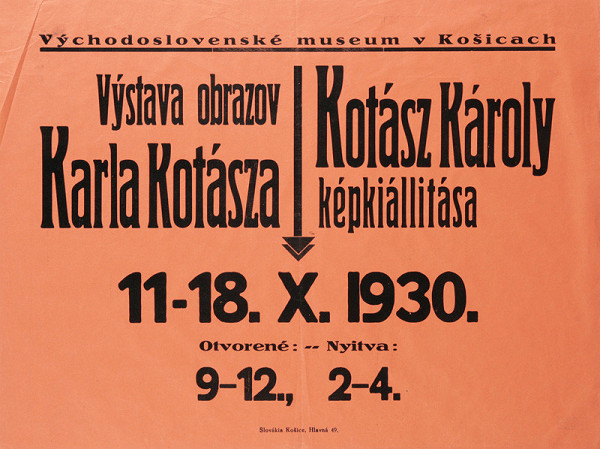 Východoslovenské museum v Košicach
Výstava obrazov
Karla Kotásza
Kotász Károly
képkiállitása
11-18. X. 1930.
Otvorené: -- Nyitva:
9-12., 2-4.
Slovákia Košice, Hlavná 49.